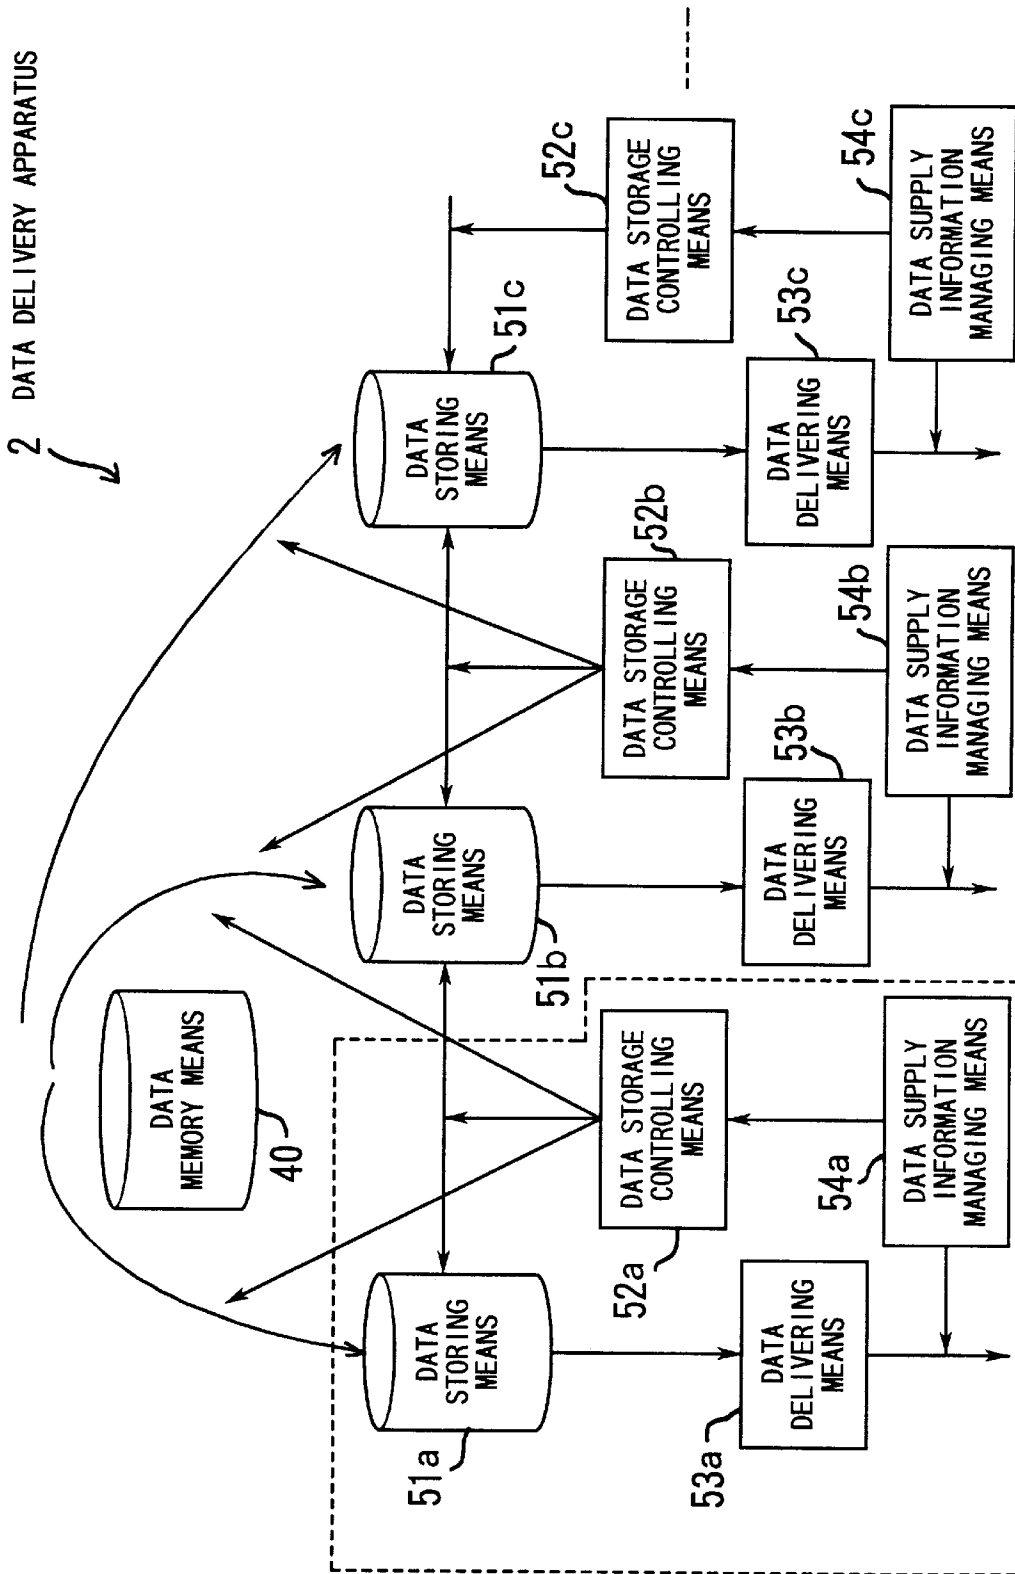 2 DATA DELIVERY APPARATUS
DATA
MEMORY MEANS
40
DATA
STORING
MEANS
51a
DATA
STORING
MEANS
51b
DATA
STORING
MEANS
51c
DATA STORAGE
CONTROLLING
MEANS
52a
DATA STORAGE
CONTROLLING
MEANS
52b
DATA STORAGE
CONTROLLING
MEANS
52c
DATA
DELIVERING
MEANS
53a
DATA
DELIVERING
MEANS
53b
DATA
DELIVERING
MEANS
53c
DATA SUPPLY
INFORMATION
MANAGING MEANS
54a
DATA SUPPLY
INFORMATION
MANAGING MEANS
54b
DATA SUPPLY
INFORMATION
MANAGING MEANS
54c